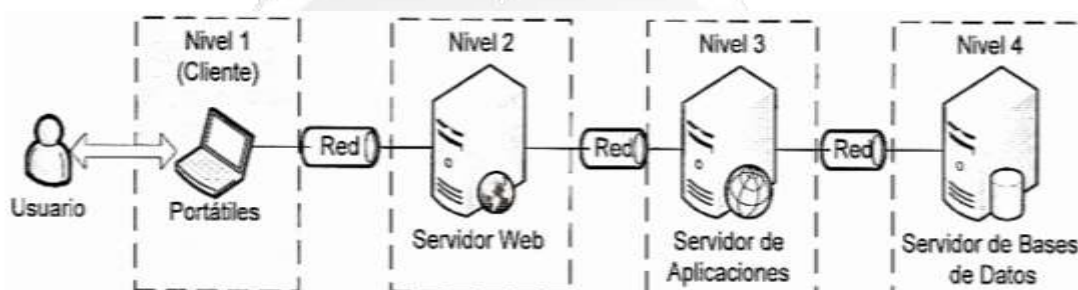 Nivel 1
(Cliente)
Nivel 2
Nivel 3
Nivel 4
Red
Red
Red
Usuario
Portátiles
Servidor Web
Servidor de
Aplicaciones
Servidor de Bases
de Datos